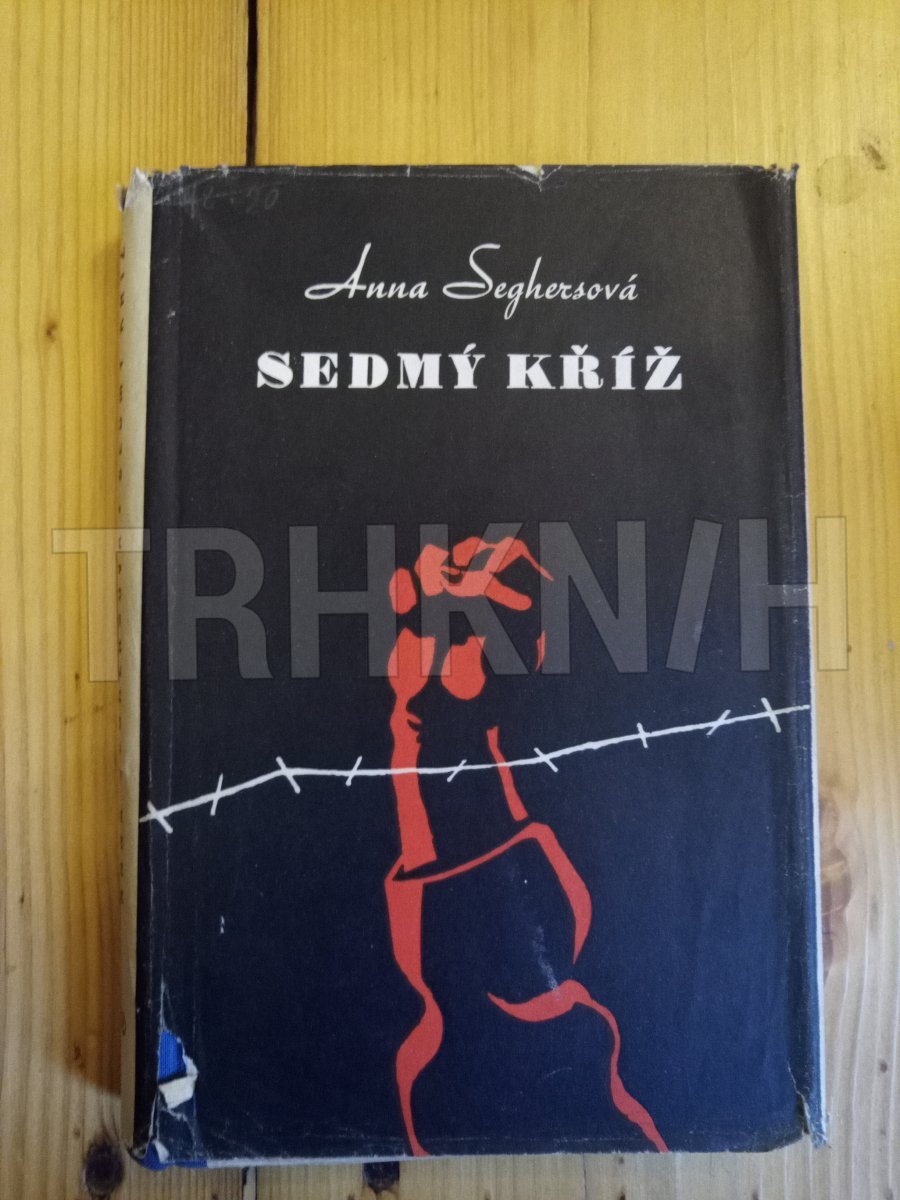 Anna Seghersová
SEDMÝ KŘÍŽ
TRHKNIH